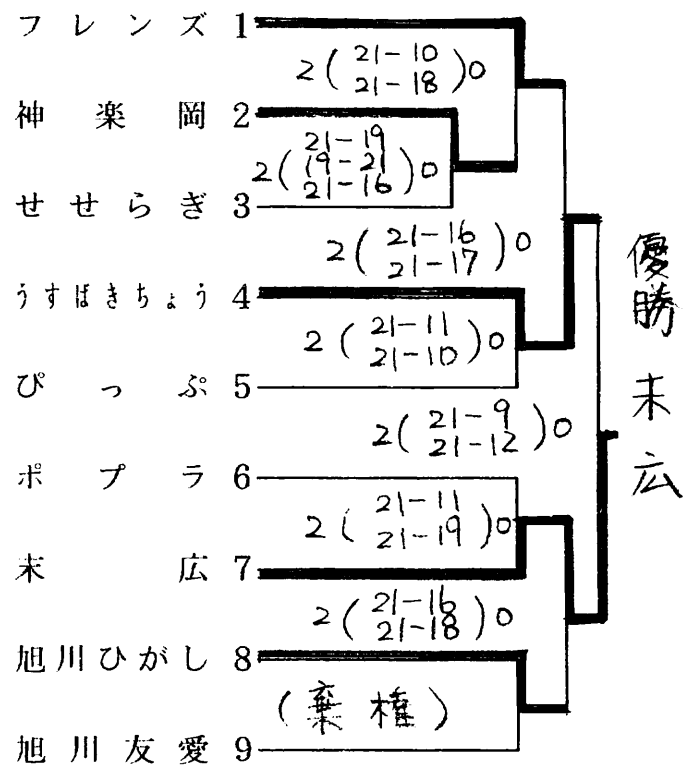 フレンズ 1
2 ( 21-10 ) 0
21-18
神楽岡 2
21-19
2 ( 19-21 ) 0
21-16
せせらぎ 3
2 ( 21-16 ) 0
21-17
うすばきちょう 4
2 ( 21-11 ) 0
21-10
ぴっぷ 5
2 ( 21-9 ) 0
21-12
ポプラ 6
2 ( 21-11 ) 0
21-19
末広 7
2 ( 21-16 ) 0
21-18
旭川ひがし 8
(棄権)
旭川友愛 9
優勝 末広